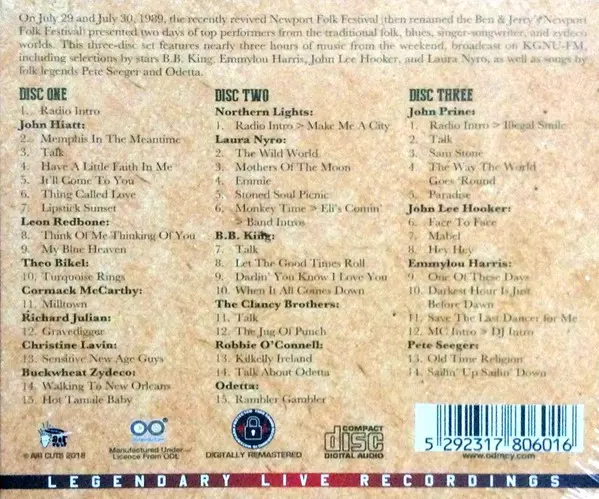 On July 29 and July 30, 1989, the recently revived Newport Folk Festival [then renamed the Ben & Jerry's Newport
Folk Festival] presented two days of top performers from the traditional folk, blues, singer-songwriter, and zydeco
worlds. This three-disc set features nearly three hours of music from the weekend, broadcast on KGNU-FM,
including selections by stars B.B. King, Emmylou Harris, John Lee Hooker, and Laura Nyro, as well as songs by
folk legends Pete Seeger and Odetta.
DISC ONE
1. Radio Intro
John Hiatt:
2. Memphis In The Meantime
3. Talk
4. Have A Little Faith In Me
5. It'll Come To You
6. Thing Called Love
7. Lipstick Sunset
Leon Redbone:
8. Think Of Me Thinking Of You
9. My Blue Heaven
Theo Bikel:
10. Turquoise Rings
Cormack McCarthy:
11. Milltown
Richard Julian:
12. Gravedigger
Christine Lavin:
13. Sensitive New Age Guys
Buckwheat Zydeco:
14. Walking To New Orleans
15. Hot Tamale Baby
DISC TWO
Northern Lights:
1. Radio Intro > Make Me A City
Laura Nyro:
2. The Wild World
3. Mothers Of The Moon
4. Emmie
5. Stoned Soul Picnic
6. Monkey Time > Eli's Comin'
> Band Intros
B.B. King:
7. Talk
8. Let The Good Times Roll
9. Darlin' You Know I Love You
10. When It All Comes Down
The Clancy Brothers:
11. Talk
12. The Jug Of Punch
Robbie O'Connell:
13. Kilkelly Ireland
14. Talk About Odetta
Odetta:
15. Rambler Gambler
DISC THREE
John Prine:
1. Radio Intro > Illegal Smile
2. Talk
3. Sam Stone
4. The Way The World
Goes 'Round
5. Paradise
John Lee Hooker:
6. Face To Face
7. Mabel
8. Hey Hey
Emmylou Harris:
9. One Of These Days
10. Darkest Hour Is Just
Before Dawn
11. Save The Last Dance for Me
12. MC Intro > DJ Intro
Pete Seeger:
13. Old Time Religion
14. Sailin' Up Sailin' Down
℗ AIR CUTS 2018
Manufactured Under
Licence From ODL
DIGITALLY REMASTERED
COMPACT
disc
DIGITAL AUDIO
5 292317 806016
www.odmcy.com
LEGENDARY LIVE RECORDINGS